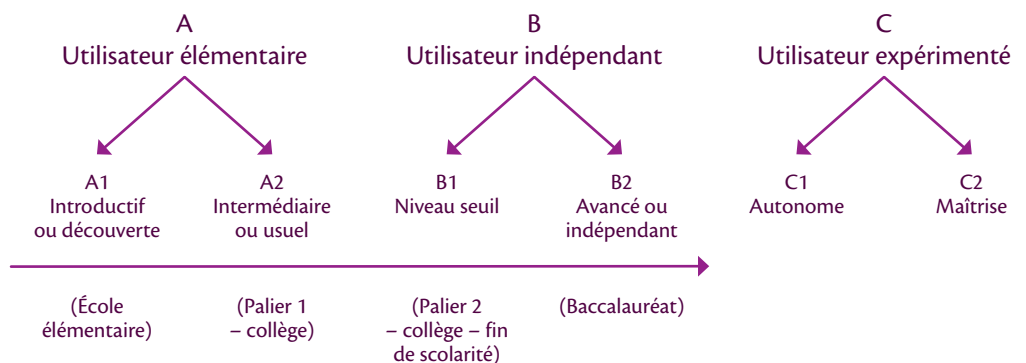 A
Utilisateur élémentaire
B
Utilisateur indépendant
C
Utilisateur expérimenté
A1
Introductif
ou découverte
A2
Intermédiaire
ou usuel
B1
Niveau seuil
B2
Avancé ou
indépendant
C1
Autonome
C2
Maîtrise
(École
élémentaire)
(Palier 1
– collège)
(Palier 2
– collège – fin
de scolarité)
(Baccalauréat)